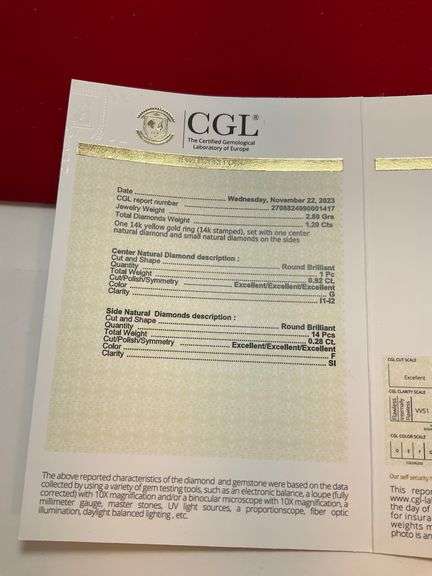 CGL®
The Certified Gemological
Laboratory of Europe
Date ........ Wednesday, November 22, 2023
CGL report number ........ 2708824090001417
Jewelry Weight ........ 2.89 Grs
Total Diamonds Weight ........ 1.20 Cts
One 14k yellow gold ring (14k stamped), set with one center
natural diamond and small natural diamonds on the sides
Center Natural Diamond description :
Cut and Shape ........ Round Brilliant
Quantity ........ 1 Pc
Total Weight ........ 0.92 Ct.
Cut/Polish/Symmetry ........ Excellent/Excellent/Excellent
Color ........ G
Clarity ........ I1-I2
Side Natural Diamonds description :
Cut and Shape ........ Round Brilliant
Quantity ........ 14 Pcs
Total Weight ........ 0.28 Ct.
Cut/Polish/Symmetry ........ Excellent/Excellent/Excellent
Color ........ F
Clarity ........ SI
The above reported characteristics of the diamond and gemstone were based on the data
collected by using a variety of gem testing tools, such as an electronic balance, a loupe (fully
corrected) with 10X magnification and/or a binocular microscope with 10X magnification,
millimeter gauge, master stones, UV light sources, a proportionscope, fiber optic
illumination, daylight balanced lighting , etc.
CGL CUT SCALE
Excellent
CGL CLARITY SCALE
Flawless
Internally
Flawless
VVS1
CGL COLOR SCALE
D E F
Our self security
This repor
www.cgl-la
the day of
for insura
weights m
photo is an